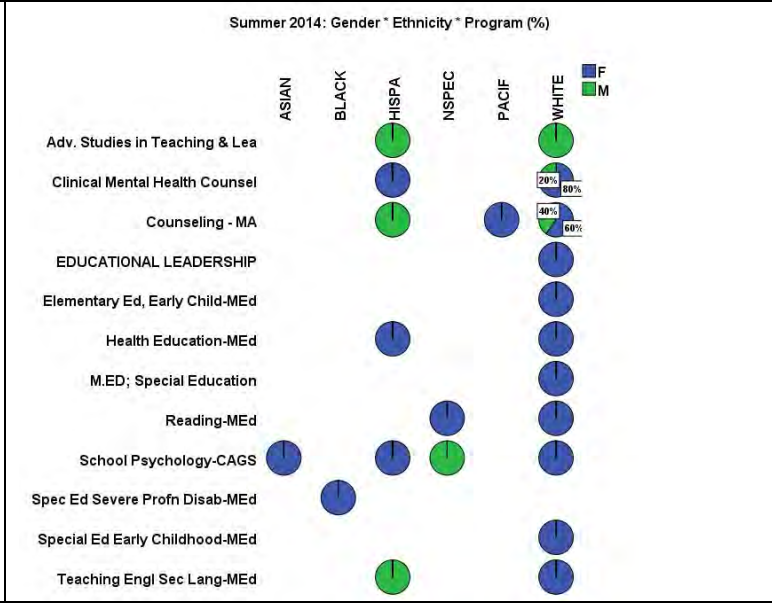 Summer 2014: Gender * Ethnicity * Program (%)
F
M
ASIAN
BLACK
HISPA
NSPEC
PACIF
WHITE
Adv. Studies in Teaching & Lea
Clinical Mental Health Counsel
20%
80%
Counseling - MA
40%
60%
EDUCATIONAL LEADERSHIP
Elementary Ed, Early Child-MEd
Health Education-MEd
M.ED; Special Education
Reading-MEd
School Psychology-CAGS
Spec Ed Severe Profn Disab-MEd
Special Ed Early Childhood-MEd
Teaching Engl Sec Lang-MEd